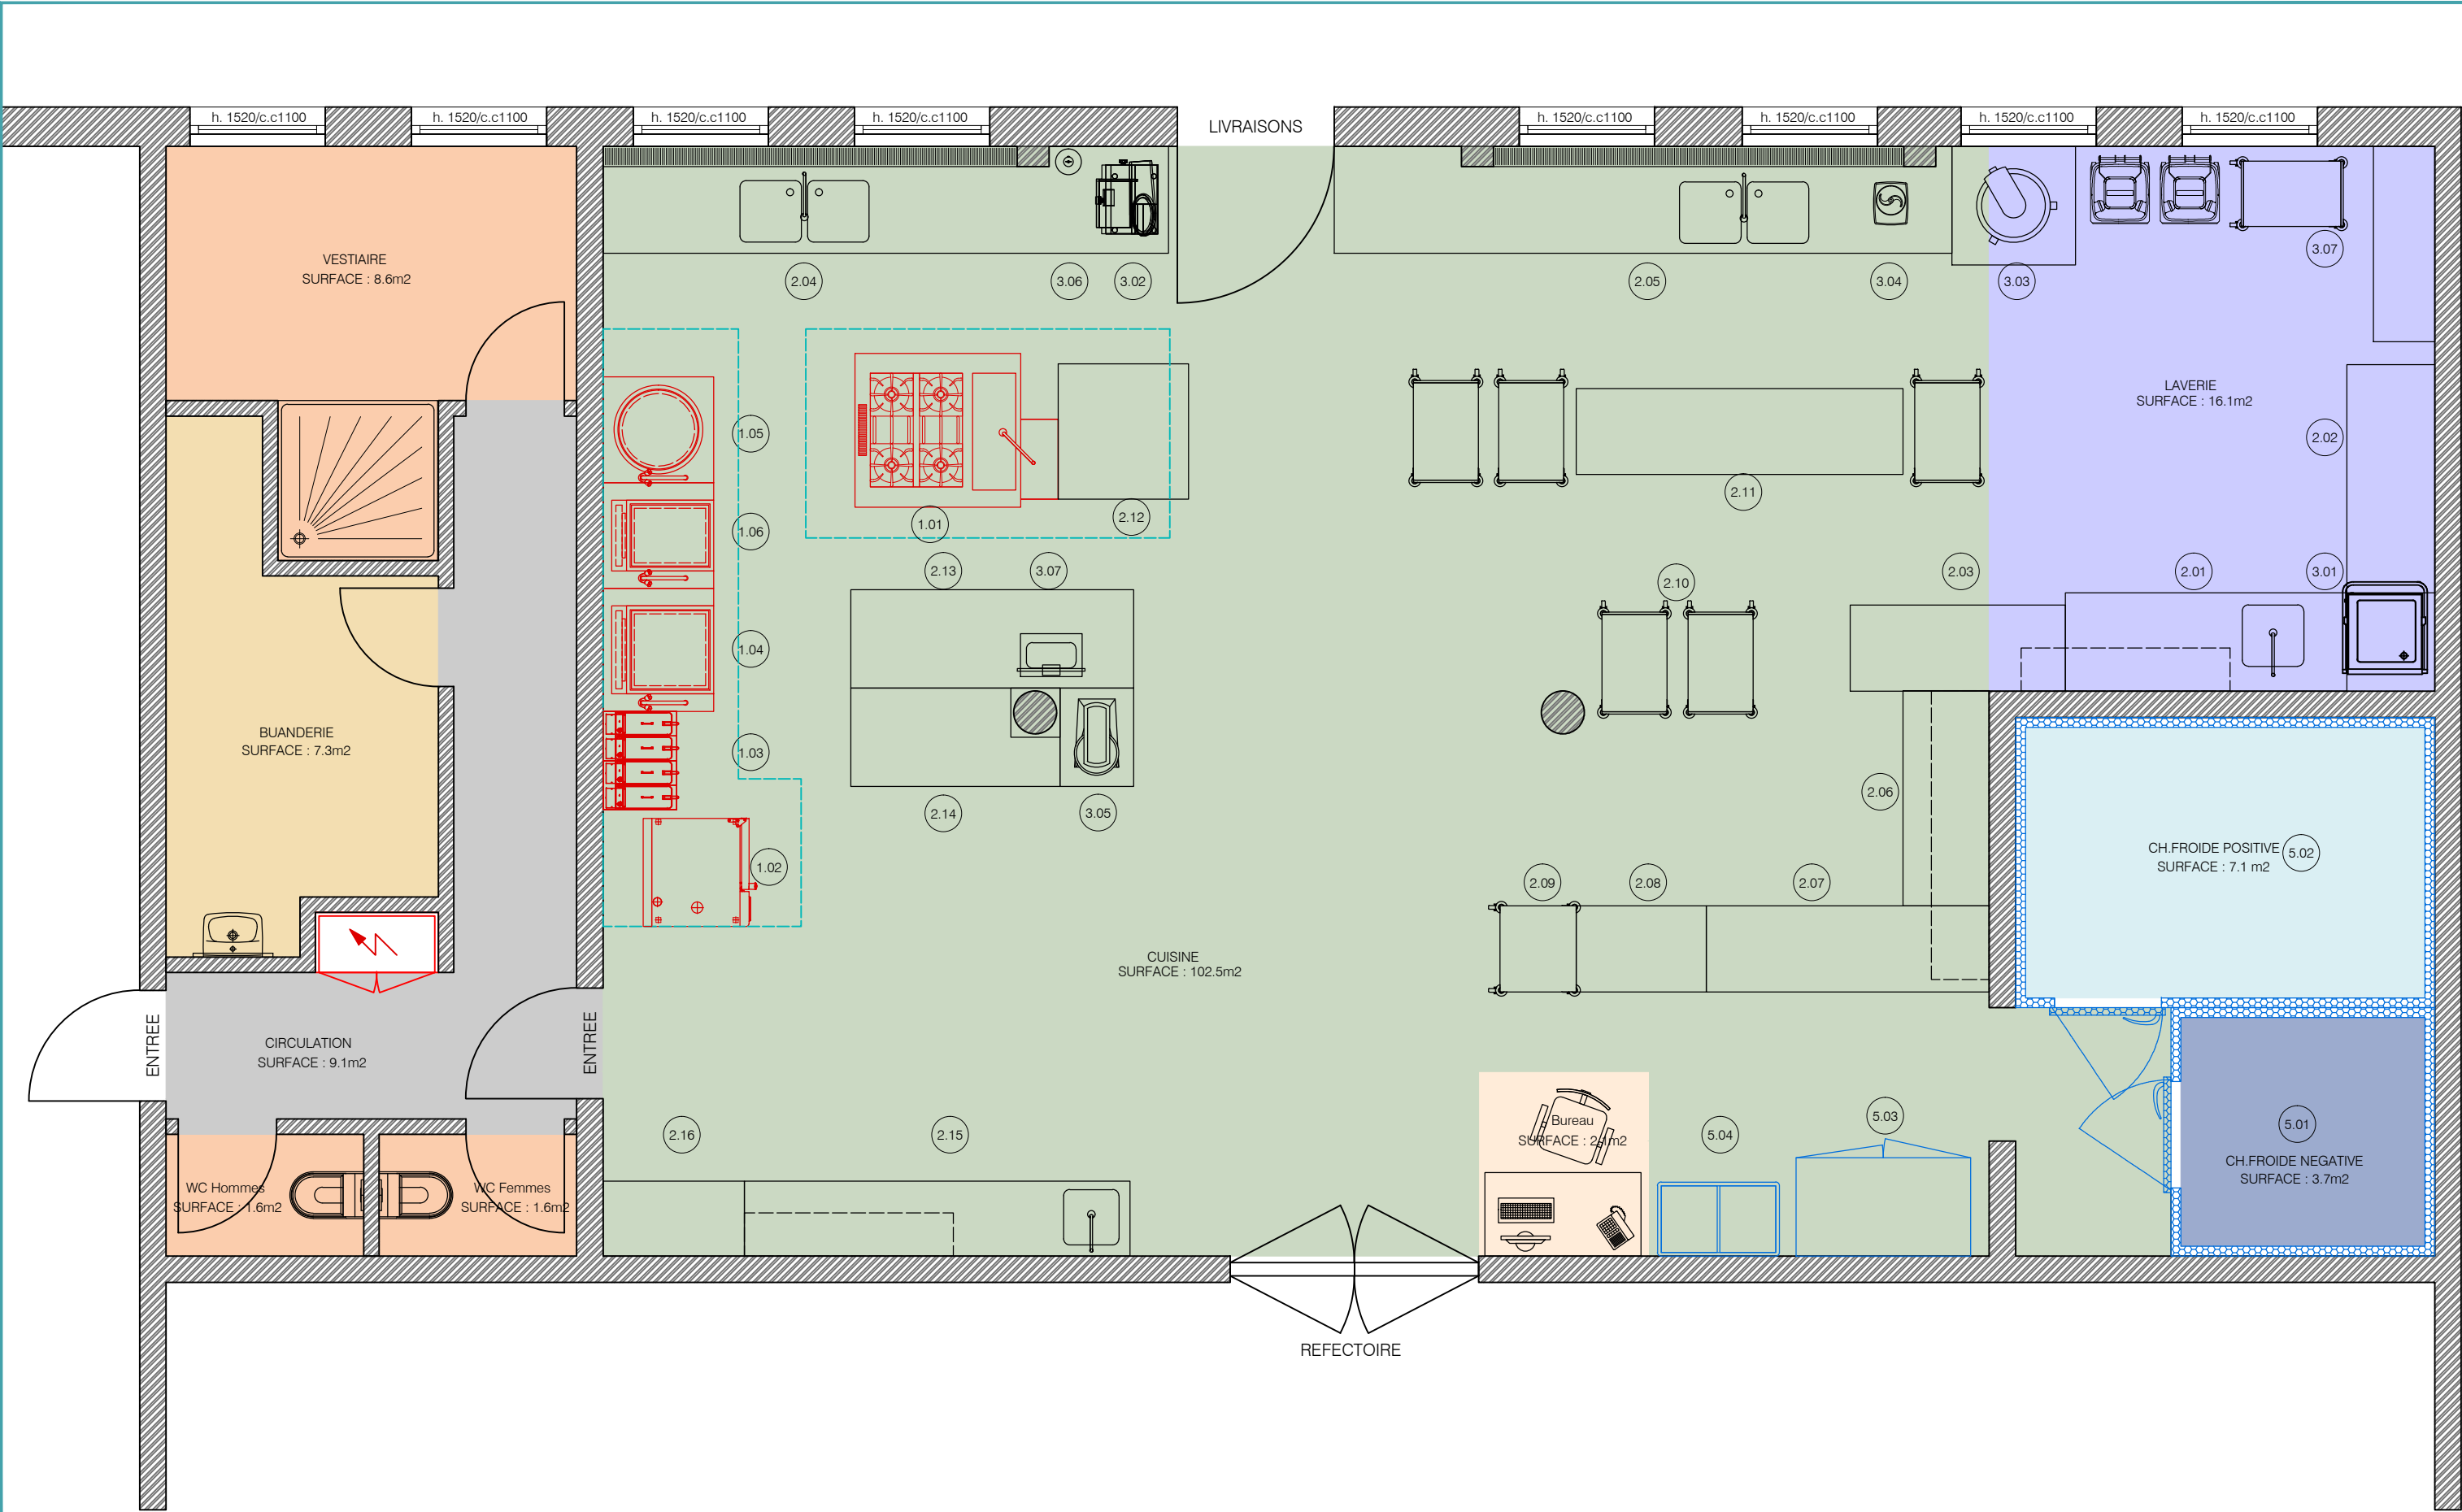 h. 1520/c.c1100
h. 1520/c.c1100
h. 1520/c.c1100
h. 1520/c.c1100
LIVRAISONS
h. 1520/c.c1100
h. 1520/c.c1100
h. 1520/c.c1100
h. 1520/c.c1100
VESTIAIRE
SURFACE : 8.6m2
2.04
3.06
3.02
2.05
3.04
3.03
3.07
LAVERIE
SURFACE : 16.1m2
1.05
2.02
2.11
1.01
2.12
1.06
2.13
3.07
2.10
2.03
2.01
3.01
1.04
BUANDERIE
SURFACE : 7.3m2
1.03
2.14
3.05
2.06
1.02
CH.FROIDE POSITIVE
SURFACE : 7.1 m2
5.02
2.09
2.08
2.07
CUISINE
SURFACE : 102.5m2
ENTREE
CIRCULATION
SURFACE : 9.1m2
ENTREE
2.16
2.15
Bureau
SURFACE : 2.1m2
5.04
5.03
5.01
CH.FROIDE NEGATIVE
SURFACE : 3.7m2
WC Hommes
SURFACE : 1.6m2
WC Femmes
SURFACE : 1.6m2
REFECTOIRE